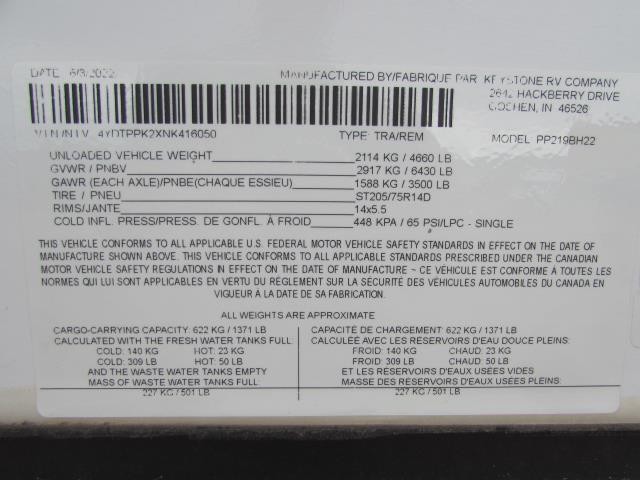 DATE 6/3/2022 MANUFACTURED BY/FABRIQUE PAR KEYSTONE RV COMPANY
2642 HACKBERRY DRIVE
GOSHEN, IN 46526
V I N / N I V 4YDTPPK2XNK416050 TYPE: TRA/REM MODEL PP219BH22
UNLOADED VEHICLE WEIGHT 2114 KG / 4660 LB
GVWR / PNBV 2917 KG / 6430 LB
GAWR (EACH AXLE)/PNBE(CHAQUE ESSIEU) 1588 KG / 3500 LB
TIRE / PNEU ST205/75R14D
RIMS/JANTE 14x5.5
COLD INFL. PRESS/PRESS. DE GONFL. À FROID 448 KPA / 65 PSI/LPC - SINGLE
THIS VEHICLE CONFORMS TO ALL APPLICABLE U.S. FEDERAL MOTOR VEHICLE SAFETY STANDARDS IN EFFECT ON THE DATE OF
MANUFACTURE SHOWN ABOVE. THIS VEHICLE CONFORMS TO ALL APPLICABLE STANDARDS PRESCRIBED UNDER THE CANADIAN
MOTOR VEHICLE SAFETY REGULATIONS IN EFFECT ON THE DATE OF MANUFACTURE ~ CE VÉHICULE EST CONFORME À TOUTES LES
NORMES QUI LUI SONT APPLICABLES EN VERTU DU RÉGLEMENT SUR LA SÉCURITÉ DES VÉHICULES AUTOMOBILES DU CANADA EN
VIGUEUR À LA DATE DE SA FABRICATION.
ALL WEIGHTS ARE APPROXIMATE
CARGO-CARRYING CAPACITY: 622 KG / 1371 LB CAPACITÉ DE CHARGEMENT: 622 KG / 1371 LB
CALCULATED WITH THE FRESH WATER TANKS FULL. CALCULÉE AVEC LES RÉSERVOIRS D'EAU DOUCE PLEINS:
COLD: 140 KG HOT: 23 KG FROID: 140 KG CHAUD: 23 KG
COLD: 309 LB HOT: 50 LB FROID: 309 LB CHAUD: 50 LB
AND THE WASTE WATER TANKS EMPTY ET LES RÉSERVOIRS D'EAUX USÉES VIDES
MASS OF WASTE WATER TANKS FULL MASSE DES RÉSERVOIRS D'EAUX USÉES PLEINS:
227 KG / 501 LB 227 KG / 501 LB